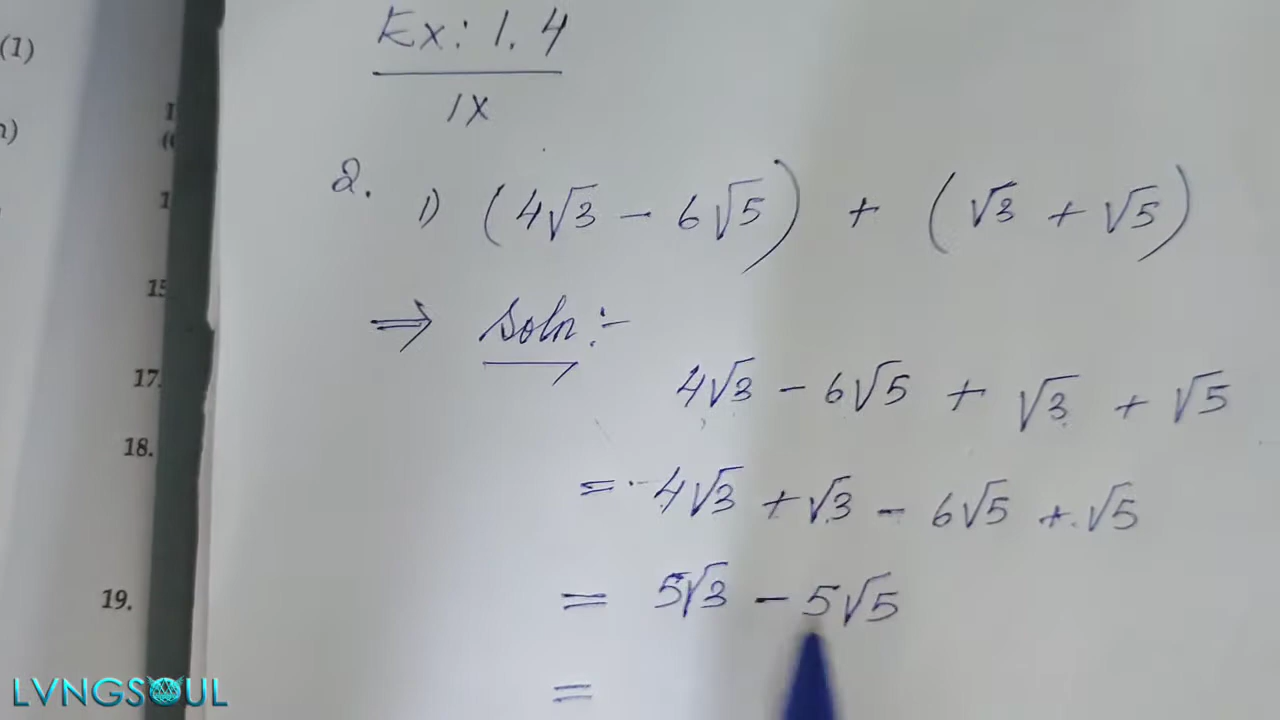 (1)
Ex: 1.4
IX
2. i) (4√3 - 6√5) + (√3 + √5)
15
⇒ Soln :-
17.
4√3 - 6√5 + √3 + √5
18.
= 4√3 + √3 - 6√5 + √5
19.
= 5√3 - 5√5
=
LVNGSOUL